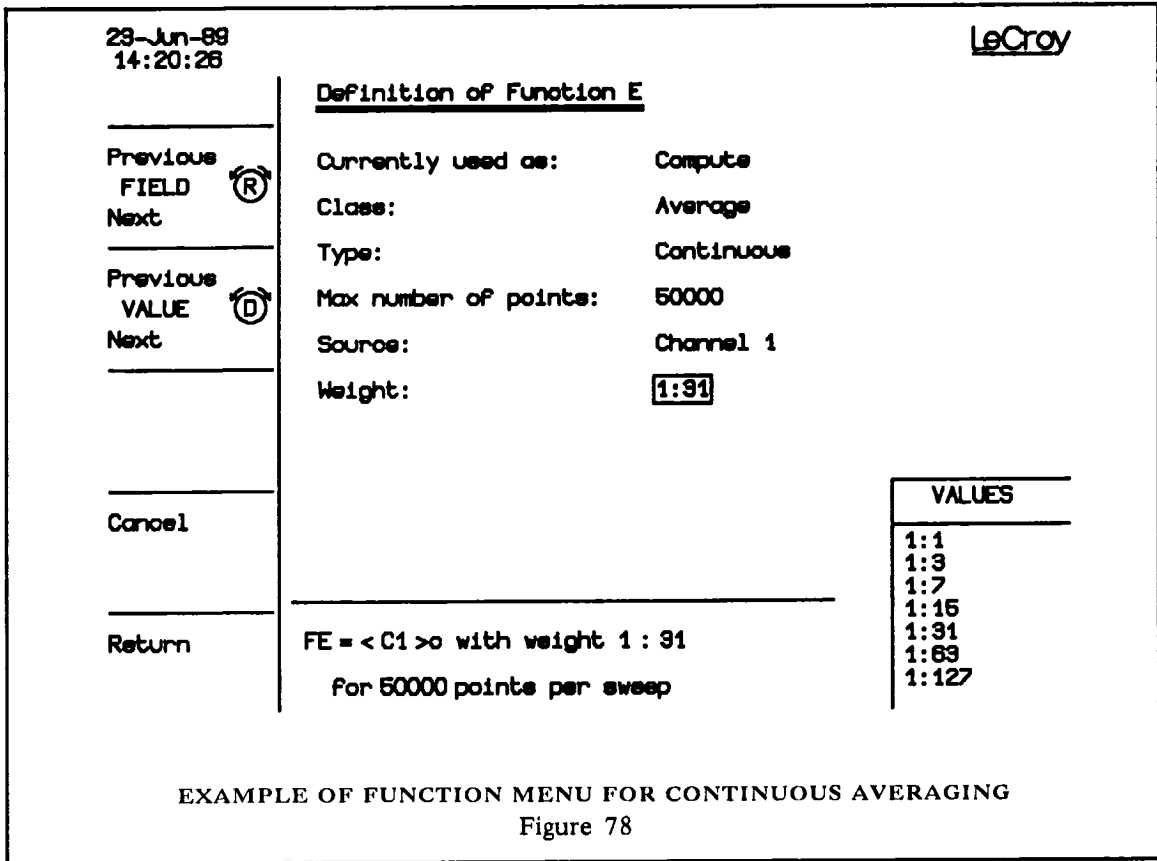 23-Jun-89
14:20:26
LeCroy
Definition of Function E
Previous
FIELD
R
Next
Previous
VALUE
D
Next
Cancel
Return
Currently used as: Compute
Class: Average
Type: Continuous
Max number of points: 50000
Source: Channel 1
Weight: 1:31
VALUES
1:1
1:3
1:7
1:15
1:31
1:63
1:127
FE = <C1>c with weight 1 : 31
for 50000 points per sweep
EXAMPLE OF FUNCTION MENU FOR CONTINUOUS AVERAGING
Figure 78